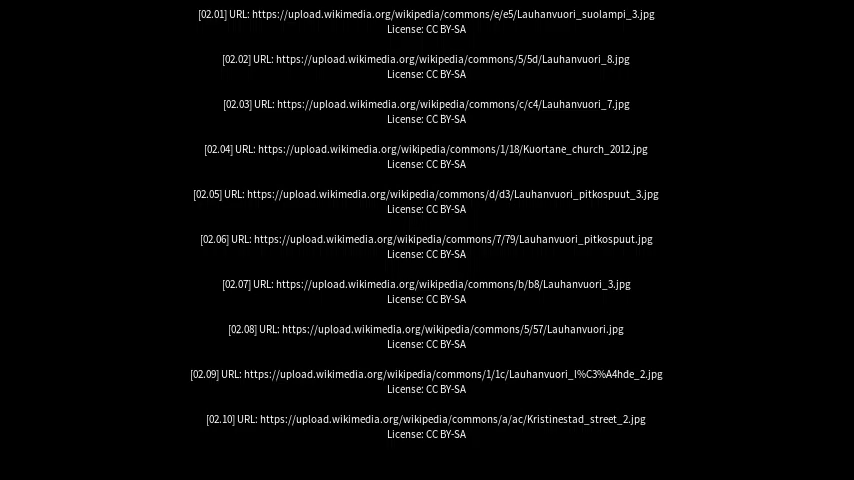 [02.01] URL: https://upload.wikimedia.org/wikipedia/commons/e/e5/Lauhanvuori_suolampi_3.jpg
License: CC BY-SA
[02.02] URL: https://upload.wikimedia.org/wikipedia/commons/5/5d/Lauhanvuori_8.jpg
License: CC BY-SA
[02.03] URL: https://upload.wikimedia.org/wikipedia/commons/c/c4/Lauhanvuori_7.jpg
License: CC BY-SA
[02.04] URL: https://upload.wikimedia.org/wikipedia/commons/1/18/Kuortane_church_2012.jpg
License: CC BY-SA
[02.05] URL: https://upload.wikimedia.org/wikipedia/commons/d/d3/Lauhanvuori_pitkospuut_3.jpg
License: CC BY-SA
[02.06] URL: https://upload.wikimedia.org/wikipedia/commons/7/79/Lauhanvuori_pitkospuut.jpg
License: CC BY-SA
[02.07] URL: https://upload.wikimedia.org/wikipedia/commons/b/b8/Lauhanvuori_3.jpg
License: CC BY-SA
[02.08] URL: https://upload.wikimedia.org/wikipedia/commons/5/57/Lauhanvuori.jpg
License: CC BY-SA
[02.09] URL: https://upload.wikimedia.org/wikipedia/commons/1/1c/Lauhanvuori_l%C3%A4hde_2.jpg
License: CC BY-SA
[02.10] URL: https://upload.wikimedia.org/wikipedia/commons/a/ac/Kristinestad_street_2.jpg
License: CC BY-SA